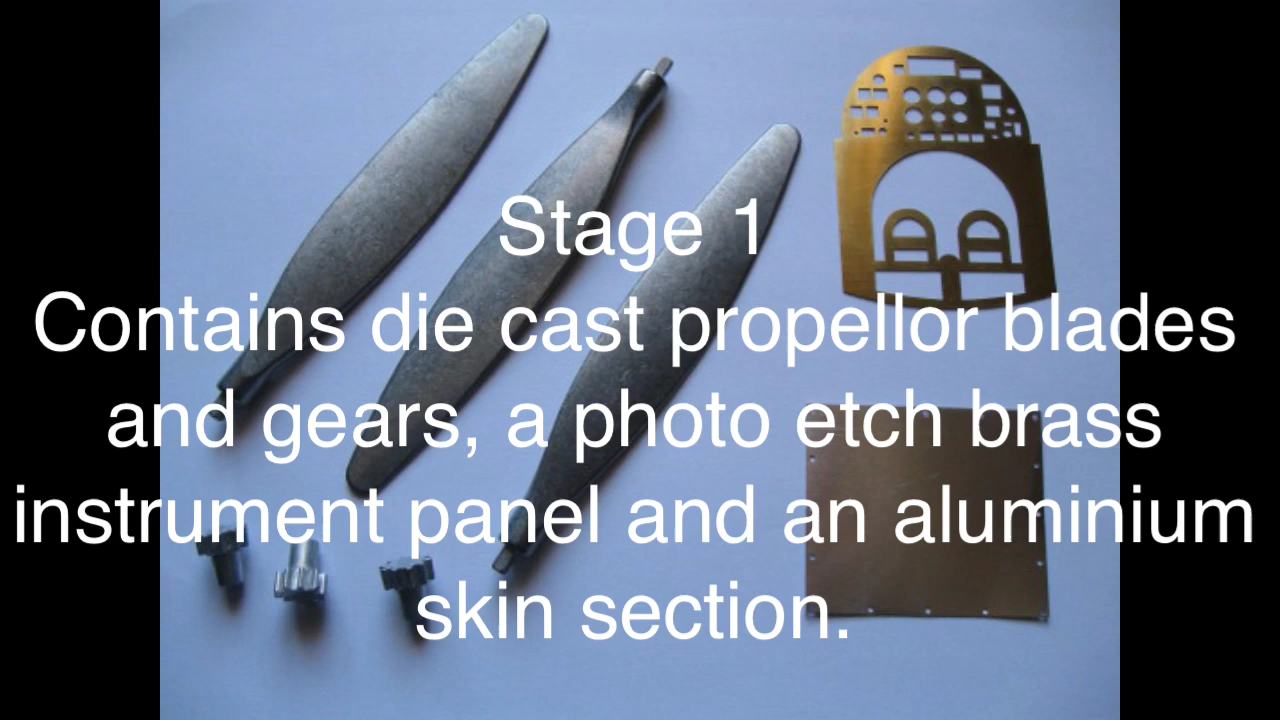 Stage 1
Contains die cast propellor blades
and gears, a photo etch brass
instrument panel and an aluminium
skin section.